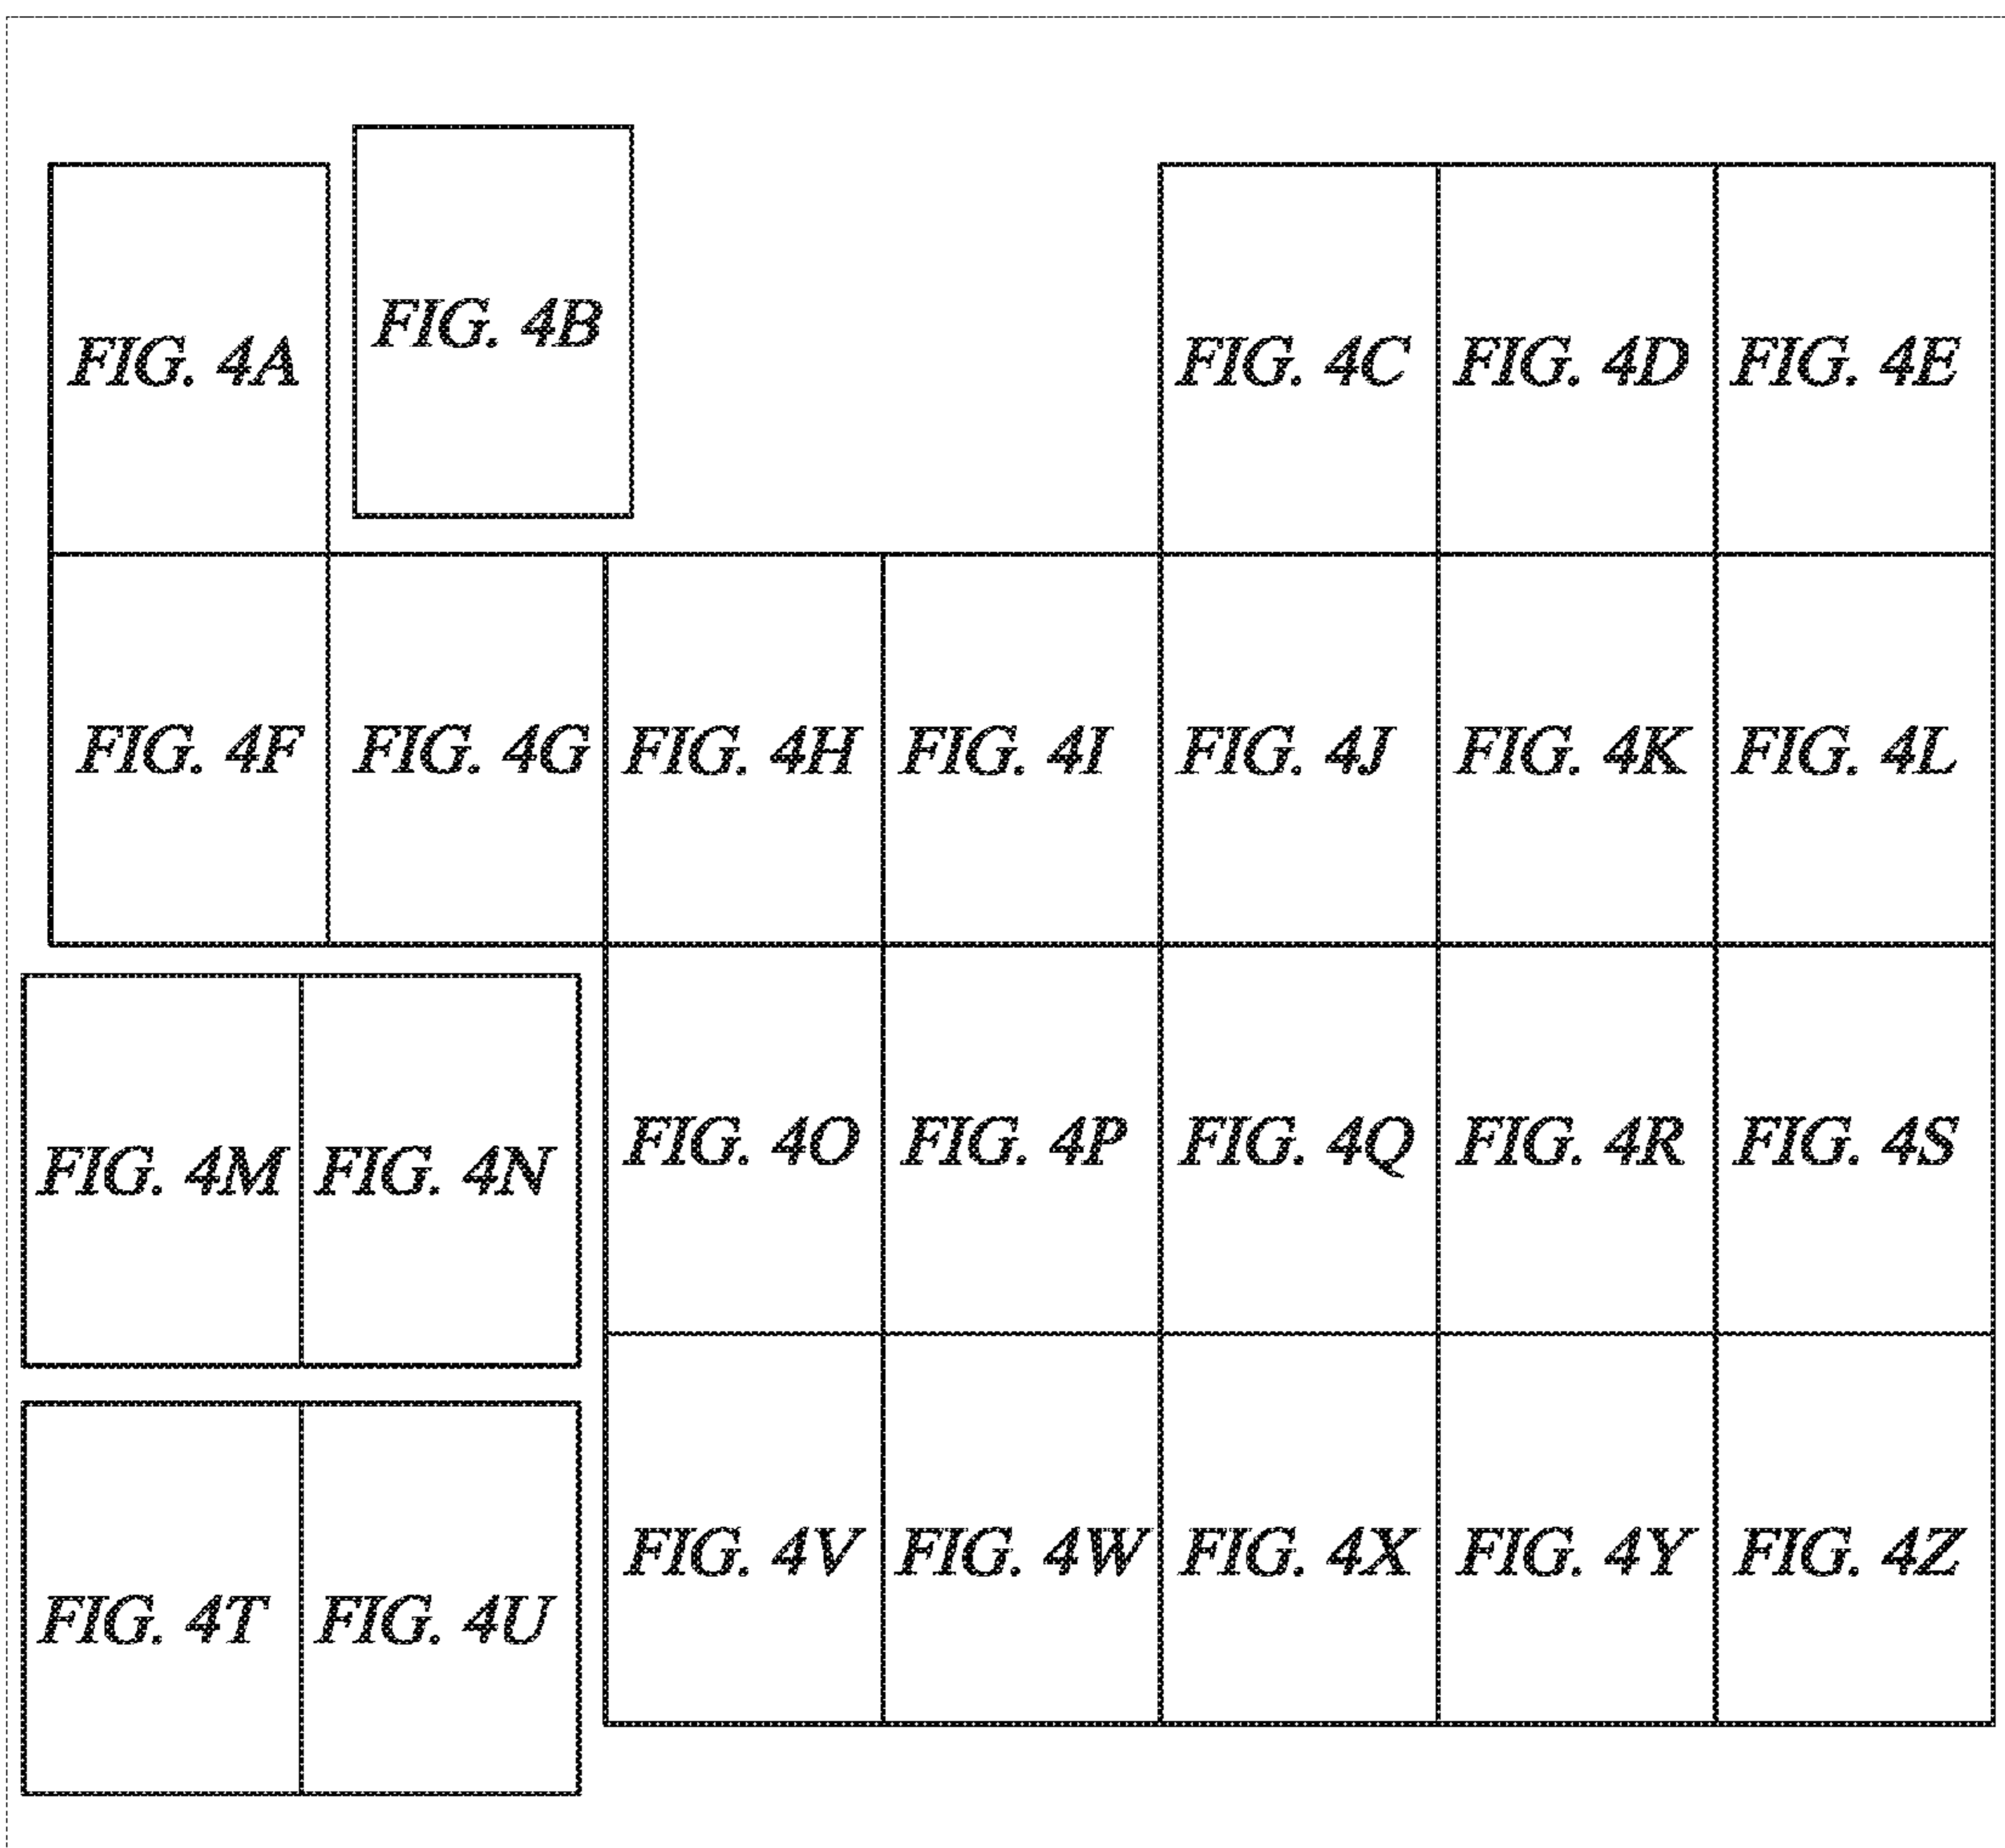 FIG. 4A
FIG. 4B
FIG. 4C
FIG. 4D
FIG. 4E
FIG. 4F
FIG. 4G
FIG. 4H
FIG. 4I
FIG. 4J
FIG. 4K
FIG. 4L
FIG. 4M
FIG. 4N
FIG. 4O
FIG. 4P
FIG. 4Q
FIG. 4R
FIG. 4S
FIG. 4T
FIG. 4U
FIG. 4V
FIG. 4W
FIG. 4X
FIG. 4Y
FIG. 4Z